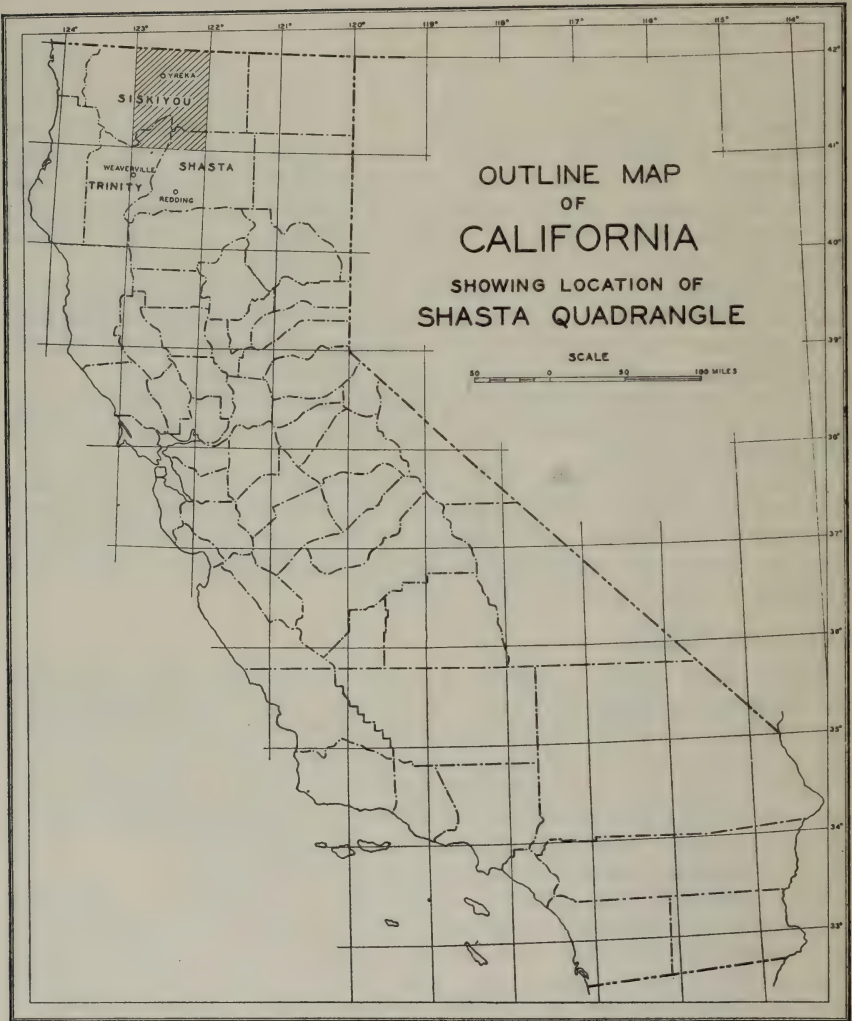 124° 123° 122° 121° 120° 119° 118° 117° 116° 115° 114°
42°
YREKA
SISKIYOU
41°
WEAVERVILLE
SHASTA
TRINITY
REDDING
OUTLINE MAP
OF
CALIFORNIA
40°
SHOWING LOCATION OF
SHASTA QUADRANGLE
39°
SCALE
50 0 50 100 MILES
38°
37°
36°
35°
34°
33°